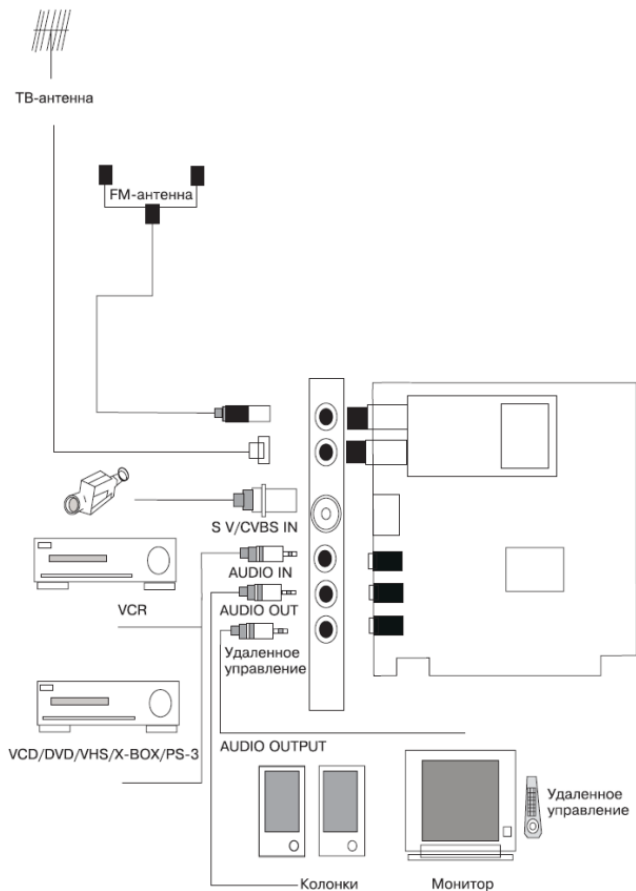 ТВ-антенна
FM-антенна
S V/CVBS IN
AUDIO IN
VCR
AUDIO OUT
Удаленное
управление
VCD/DVD/VHS/X-BOX/PS-3
AUDIO OUTPUT
Удаленное
управление
Колонки
Монитор